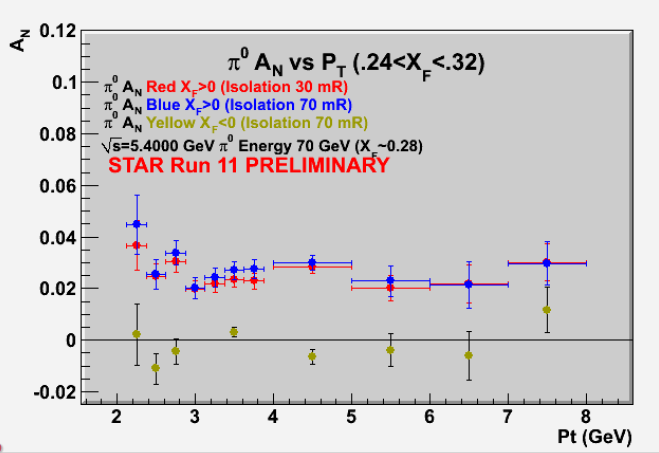 π⁰ A_N vs P_T (.24<X_F<.32)
π⁰ A_N Red X_F>0 (Isolation 30 mR)
π⁰ A_N Blue X_F>0 (Isolation 70 mR)
π⁰ A_N Yellow X_F<0 (Isolation 70 mR)
√s=5.4000 GeV π⁰ Energy 70 GeV (X_F~0.28)
STAR Run 11 PRELIMINARY
A_N
0.12
0.1
0.08
0.06
0.04
0.02
0
-0.02
2 3 4 5 6 7 8
Pt (GeV)